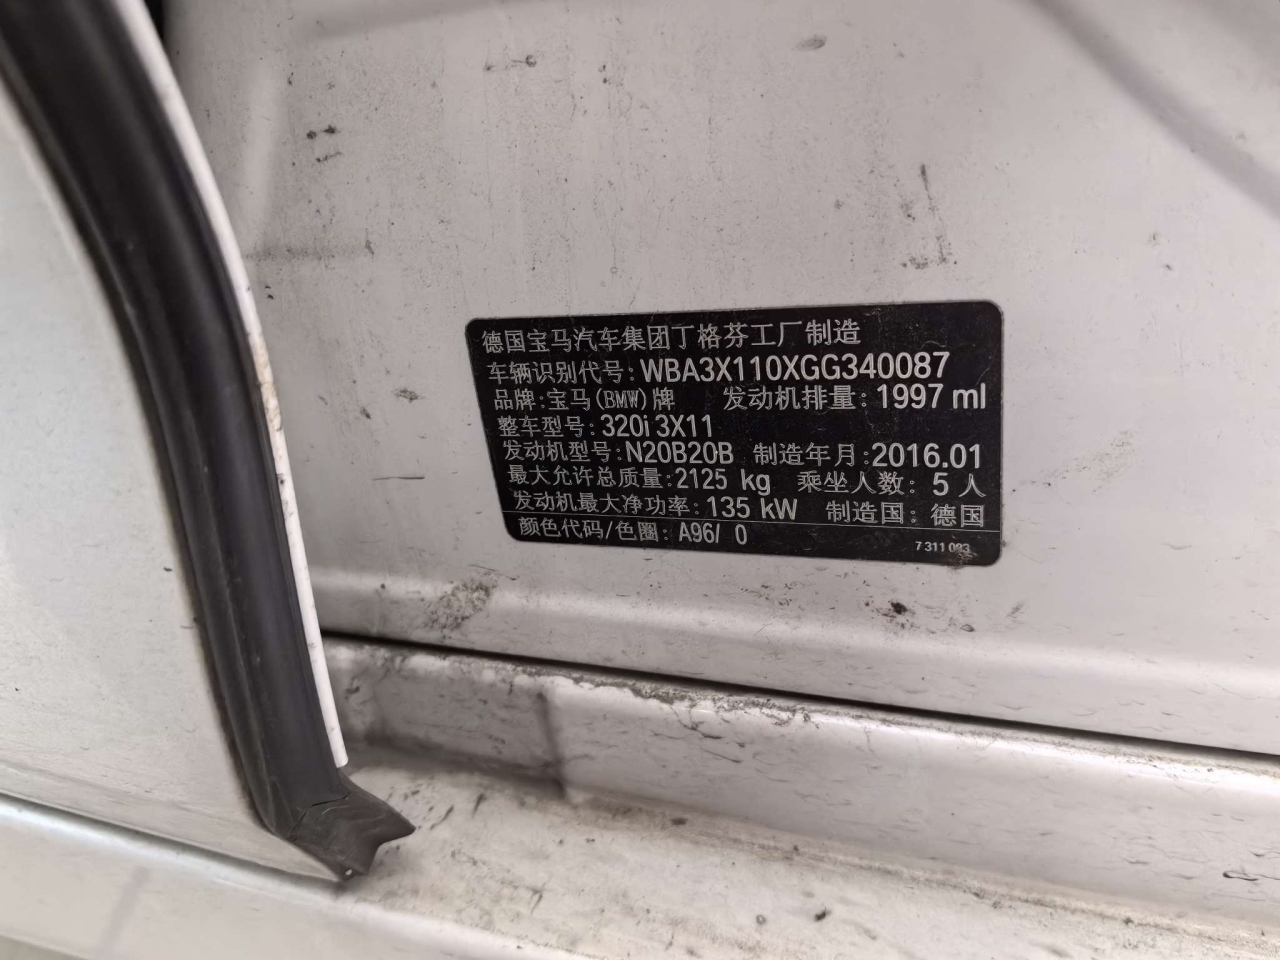 德国宝马汽车集团丁格芬工厂制造
车辆识别代号: WBA3X110XGG340087
品牌:宝马(BMW)牌 发动机排量: 1997 ml
整车型号: 320i 3X11
发动机型号: N20B20B 制造年月: 2016.01
最大允许总质量: 2125 kg 乘坐人数: 5 人
发动机最大净功率: 135 kW 制造国: 德国
颜色代码/色圈: A96/ 0
7 311 093